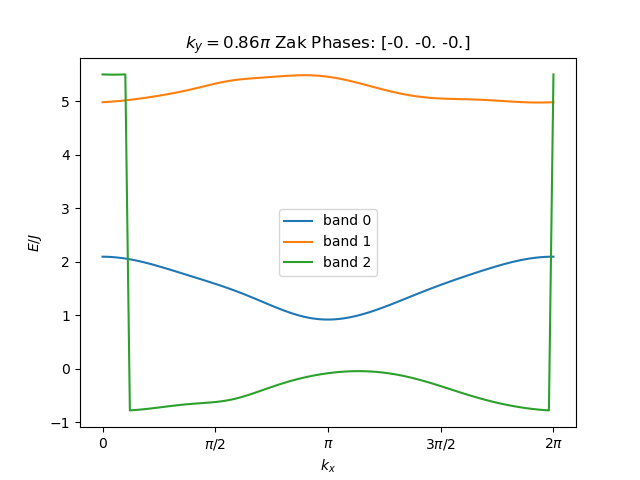 $k_y = 0.86\pi$ Zak Phases: [-0. -0. -0.]
E/J
5
4
3
2
1
0
−1
band 0
band 1
band 2
0
π/2
π
3π/2
2π
$k_x$